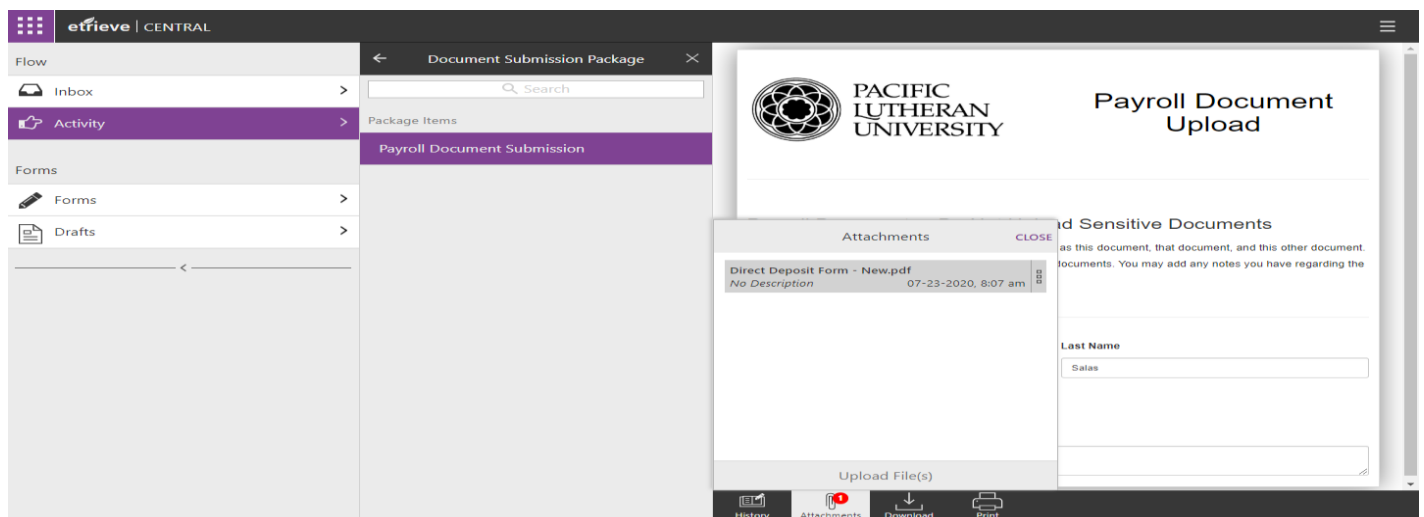 etrieve | CENTRAL
Flow
Inbox
Activity
Forms
Forms
Drafts
Document Submission Package
Search
Package Items
Payroll Document Submission
PACIFIC
LUTHERAN
UNIVERSITY
Payroll Document
Upload
d Sensitive Documents
as this document, that document, and this other document.
documents. You may add any notes you have regarding the
Last Name
Salas
Attachments CLOSE
Direct Deposit Form - New.pdf
No Description 07-23-2020, 8:07 am
Upload File(s)
History
Attachments
1
Download
Print